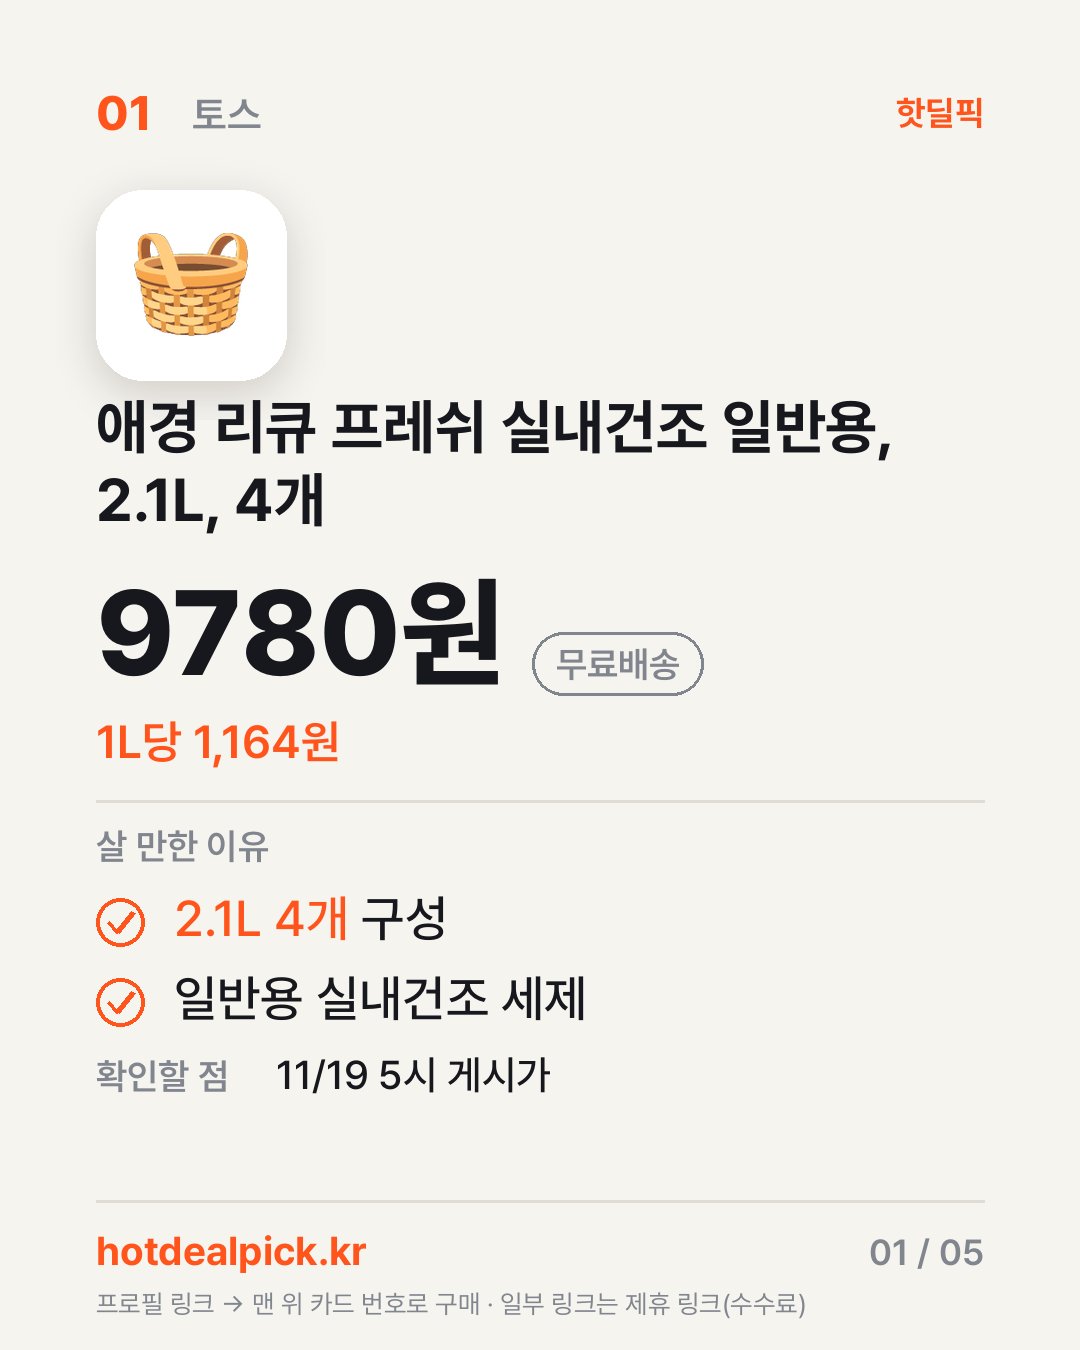 01 토스
핫딜픽
애경 리큐 프레쉬 실내건조 일반용,
2.1L, 4개
9780원 무료배송
1L당 1,164원
살 만한 이유
2.1L 4개 구성
일반용 실내건조 세제
확인할 점 11/19 5시 게시가
hotdealpick.kr
01 / 05
프로필 링크 → 맨 위 카드 번호로 구매 · 일부 링크는 제휴 링크(수수료)